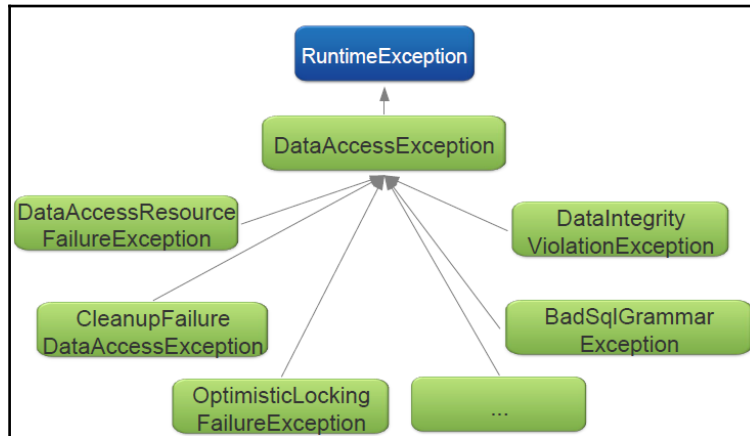 RuntimeException
DataAccessException
DataAccessResource
FailureException
DataIntegrity
ViolationException
CleanupFailure
DataAccessException
BadSqlGrammar
Exception
OptimisticLocking
FailureException
...